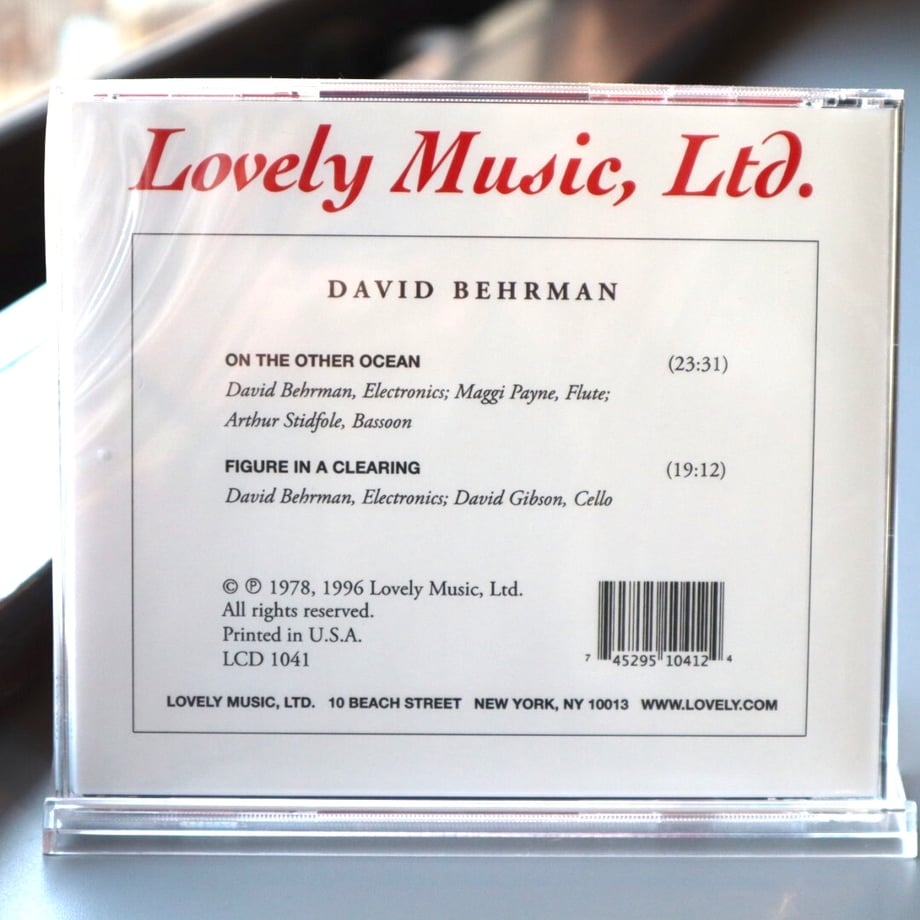 Lovely Music, Ltd.
DAVID BEHRMAN
ON THE OTHER OCEAN (23:31)
David Behrman, Electronics; Maggi Payne, Flute;
Arthur Stidfole, Bassoon
FIGURE IN A CLEARING (19:12)
David Behrman, Electronics; David Gibson, Cello
© ℗ 1978, 1996 Lovely Music, Ltd.
All rights reserved.
Printed in U.S.A.
LCD 1041
7 45295 10412 4
LOVELY MUSIC, LTD. 10 BEACH STREET NEW YORK, NY 10013 WWW.LOVELY.COM